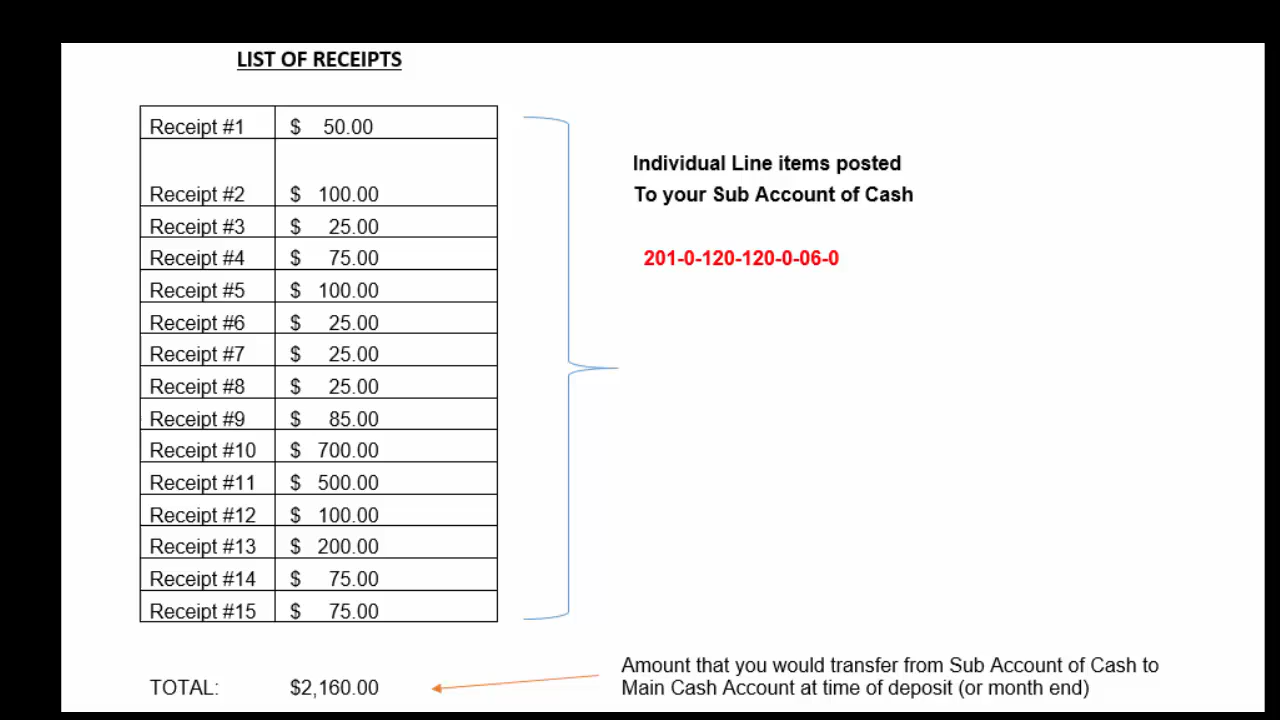 LIST OF RECEIPTS
Receipt #1 $ 50.00
Receipt #2 $ 100.00
Receipt #3 $ 25.00
Receipt #4 $ 75.00
Receipt #5 $ 100.00
Receipt #6 $ 25.00
Receipt #7 $ 25.00
Receipt #8 $ 25.00
Receipt #9 $ 85.00
Receipt #10 $ 700.00
Receipt #11 $ 500.00
Receipt #12 $ 100.00
Receipt #13 $ 200.00
Receipt #14 $ 75.00
Receipt #15 $ 75.00
TOTAL: $2,160.00
Individual Line items posted
To your Sub Account of Cash
201-0-120-120-0-06-0
Amount that you would transfer from Sub Account of Cash to
Main Cash Account at time of deposit (or month end)